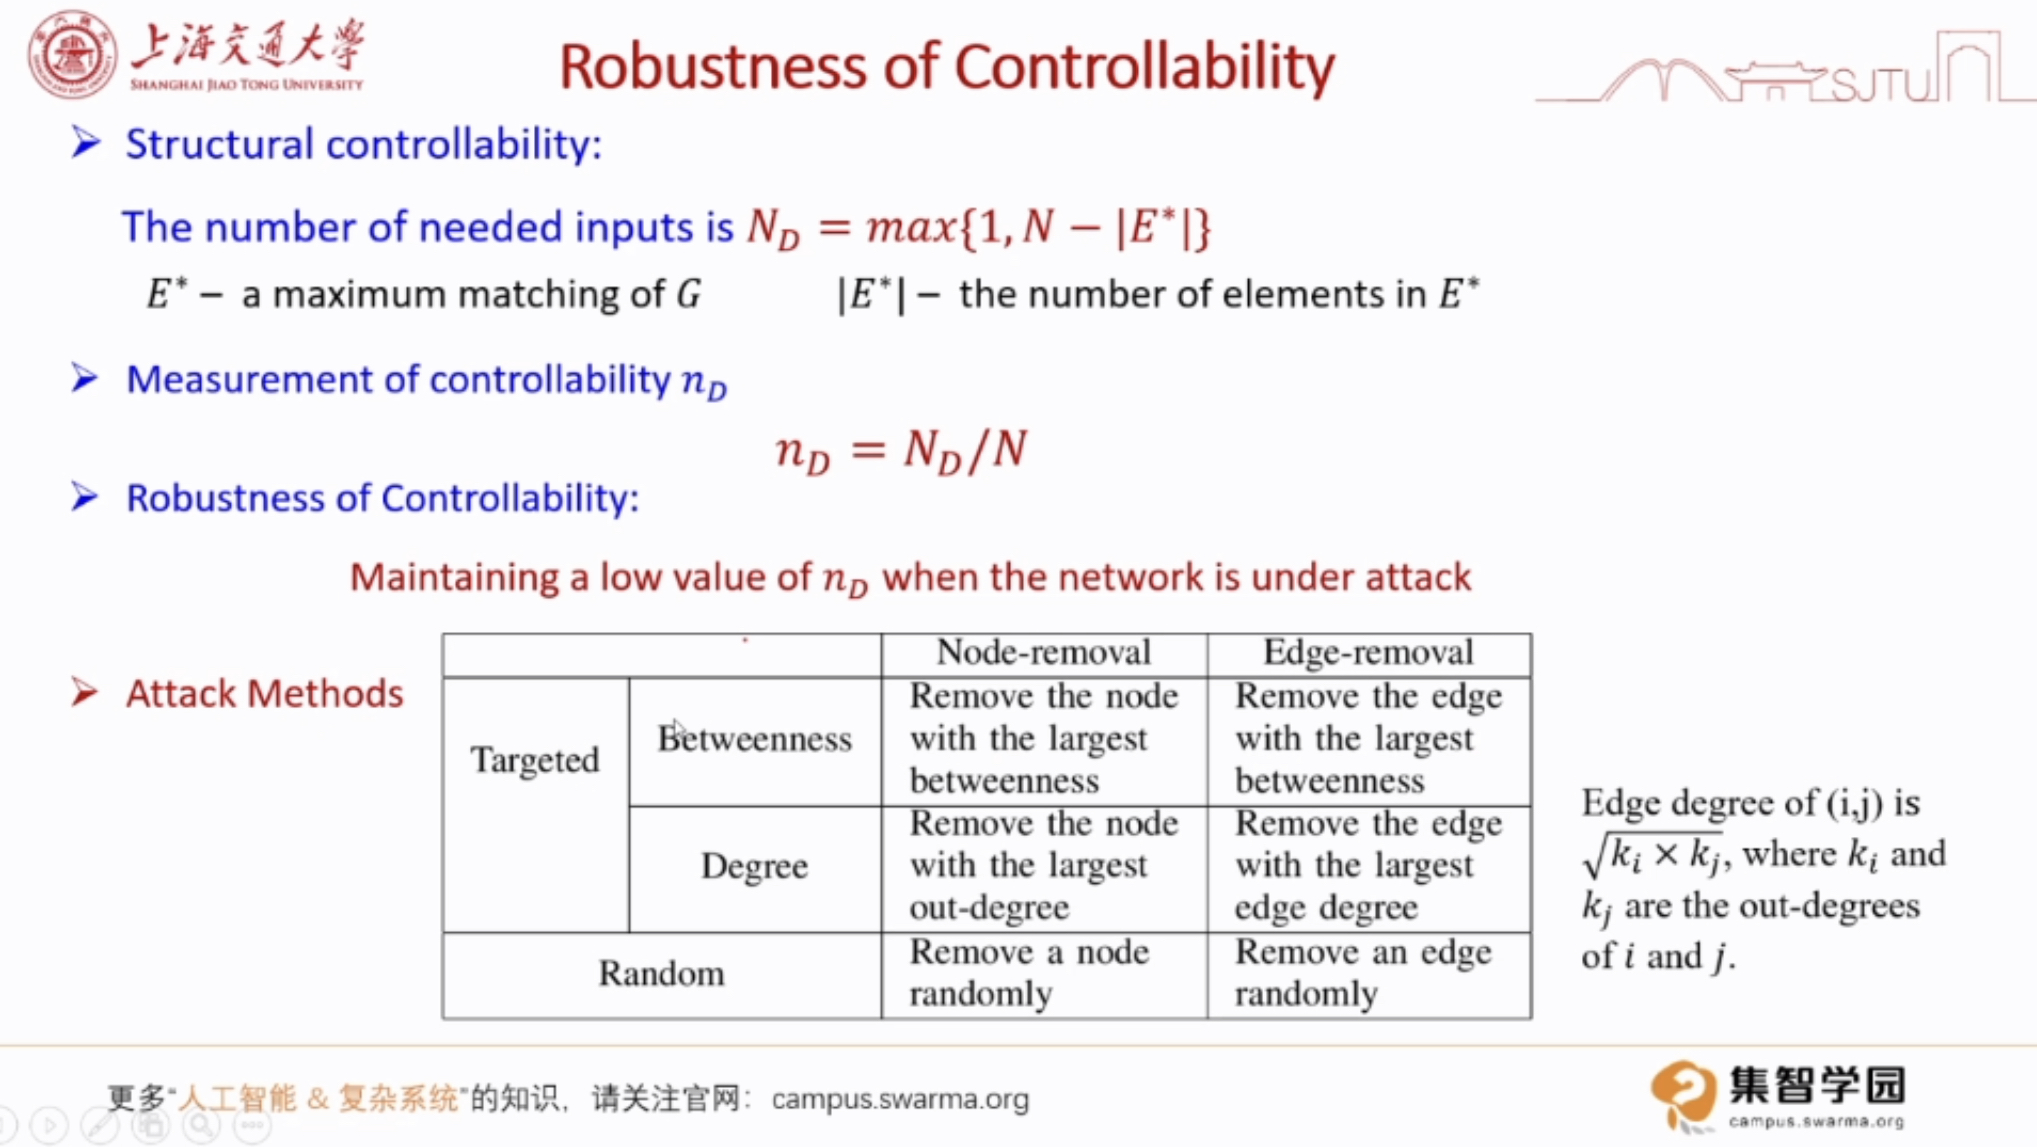 上海交通大学
SHANGHAI JIAO TONG UNIVERSITY
Robustness of Controllability
SJTU
➢ Structural controllability:
The number of needed inputs is N_D = max{1, N − |E*|}
E* − a maximum matching of G |E*| − the number of elements in E*
➢ Measurement of controllability n_D
n_D = N_D/N
➢ Robustness of Controllability:
Maintaining a low value of n_D when the network is under attack
➢ Attack Methods
Node-removal Edge-removal
Targeted
Betweenness
Remove the node
with the largest
betweenness
Remove the edge
with the largest
betweenness
Degree
Remove the node
with the largest
out-degree
Remove the edge
with the largest
edge degree
Random
Remove a node
randomly
Remove an edge
randomly
Edge degree of (i,j) is
√(k_i × k_j), where k_i and
k_j are the out-degrees
of i and j.
更多“人工智能 & 复杂系统”的知识，请关注官网：campus.swarma.org
集智学园
campus.swarma.org